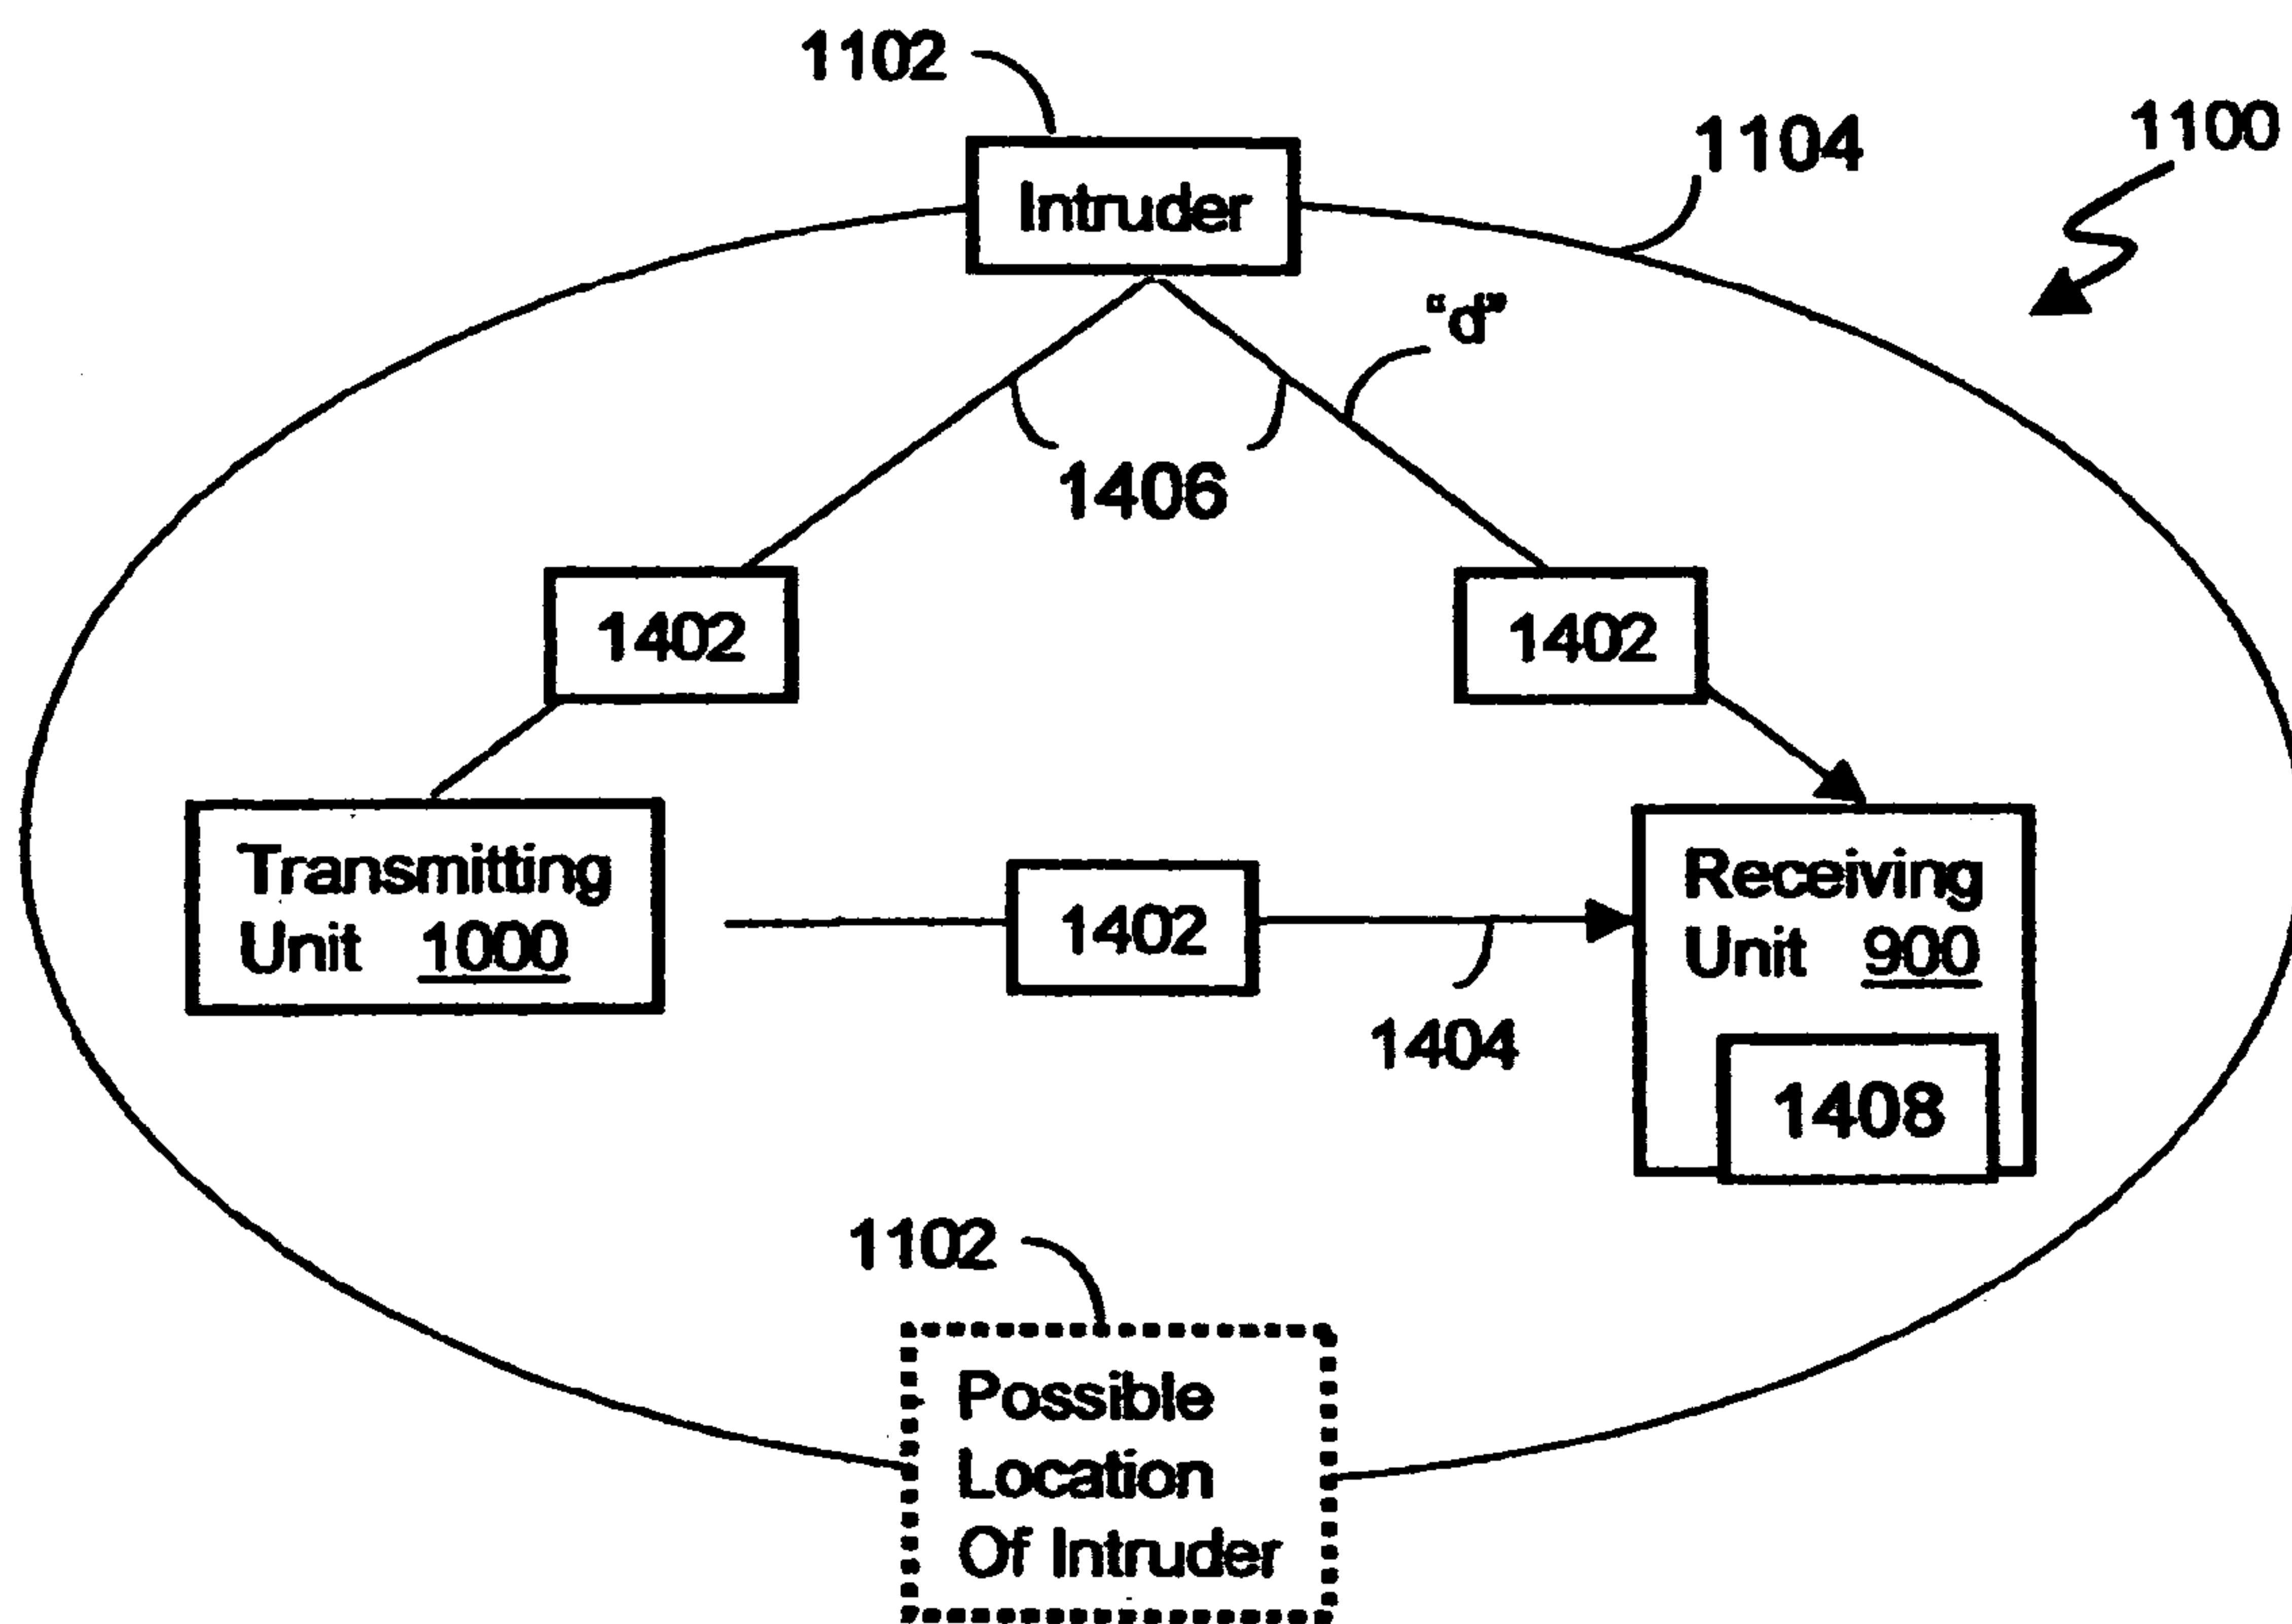 1102
1104
1100
Intruder
"d"
1406
1402
1402
Transmitting
Unit 1000
1402
Receiving
Unit 900
1404
1408
1102
Possible
Location
Of Intruder